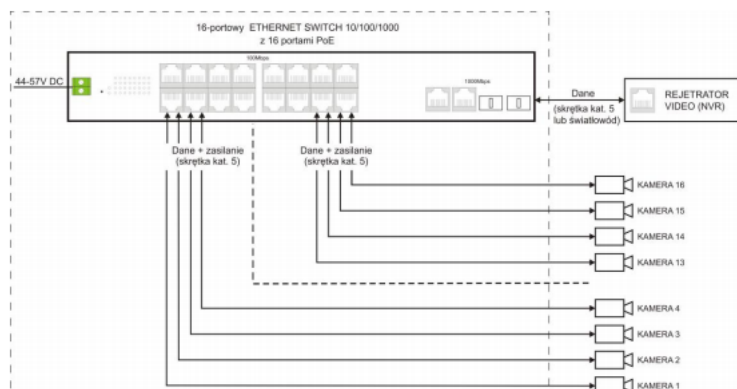 16-portowy ETHERNET SWITCH 10/100/1000
z 16 portami PoE
100Mbps
1000Mbps
44-57V DC
Dane
(skrętka kat. 5
lub światłowód)
REJETRATOR
VIDEO (NVR)
Dane + zasilanie
(skrętka kat. 5)
Dane + zasilanie
(skrętka kat. 5)
KAMERA 16
KAMERA 15
KAMERA 14
KAMERA 13
KAMERA 4
KAMERA 3
KAMERA 2
KAMERA 1